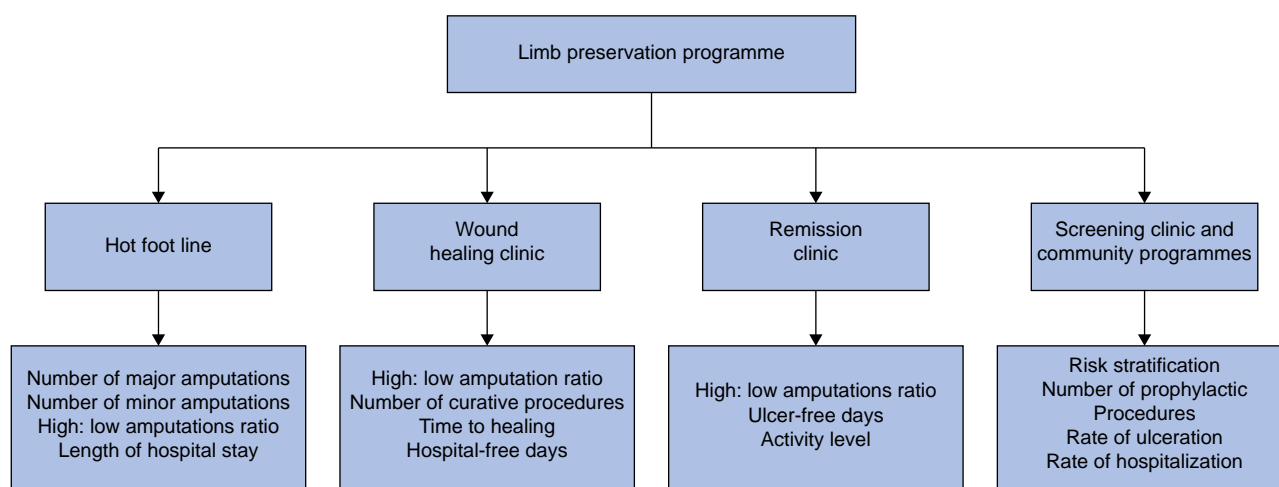 Limb preservation programme
Hot foot line
Wound
healing clinic
Remission
clinic
Screening clinic and
community programmes
Number of major amputations
Number of minor amputations
High: low amputations ratio
Length of hospital stay
High: low amputation ratio
Number of curative procedures
Time to healing
Hospital-free days
High: low amputations ratio
Ulcer-free days
Activity level
Risk stratification
Number of prophylactic
Procedures
Rate of ulceration
Rate of hospitalization